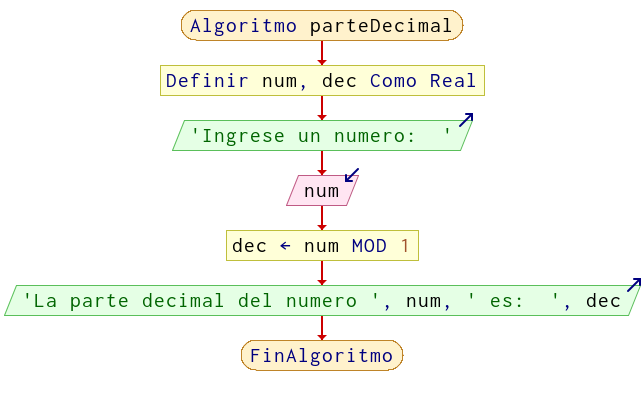 Algoritmo parteDecimal
Definir num, dec Como Real
'Ingrese un numero:  '
num
dec ← num MOD 1
'La parte decimal del numero ', num, ' es:  ', dec
FinAlgoritmo